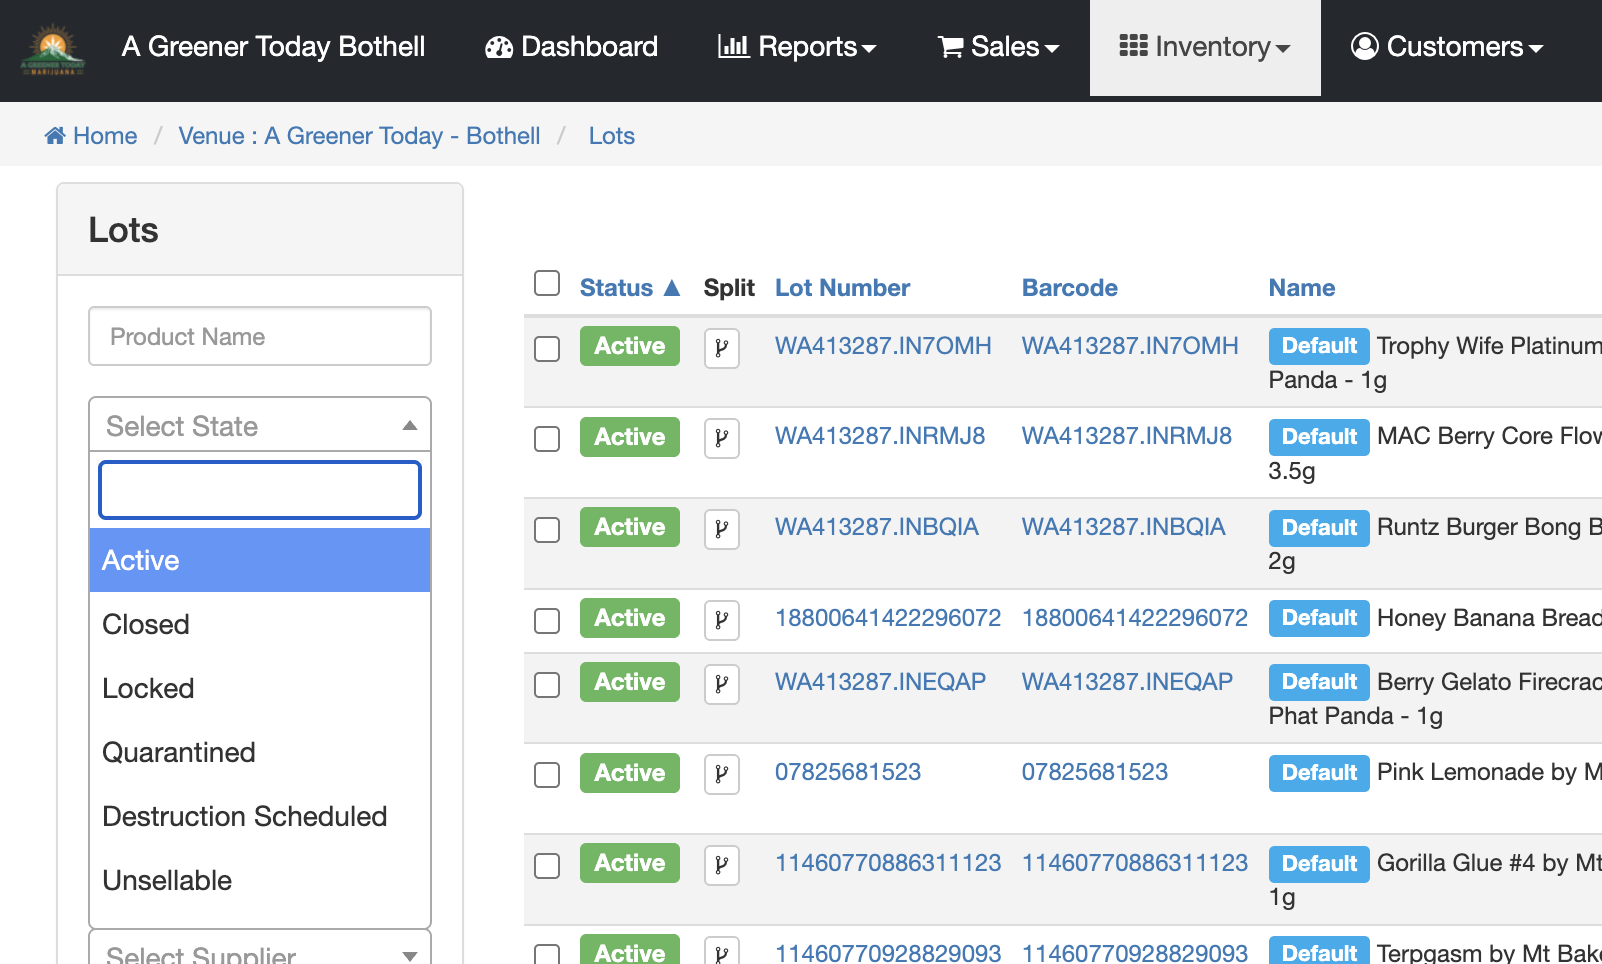 A GREENER TODAY
MARIJUANA
A Greener Today Bothell Dashboard Reports Sales Inventory Customers
Home / Venue : A Greener Today - Bothell / Lots
Lots
Product Name
Select State
Active
Closed
Locked
Quarantined
Destruction Scheduled
Unsellable
Select Supplier
Status ▲ Split Lot Number Barcode Name
Active WA413287.IN7OMH WA413287.IN7OMH Default Trophy Wife Platinum
Panda - 1g
Active WA413287.INRMJ8 WA413287.INRMJ8 Default MAC Berry Core Flow
3.5g
Active WA413287.INBQIA WA413287.INBQIA Default Runtz Burger Bong B
2g
Active 18800641422296072 18800641422296072 Default Honey Banana Bread
Active WA413287.INEQAP WA413287.INEQAP Default Berry Gelato Firecrac
Phat Panda - 1g
Active 07825681523 07825681523 Default Pink Lemonade by M
Active 11460770886311123 11460770886311123 Default Gorilla Glue #4 by Mt
1g
Active 11460770928829093 11460770928829093 Default Terpgasm by Mt Bake